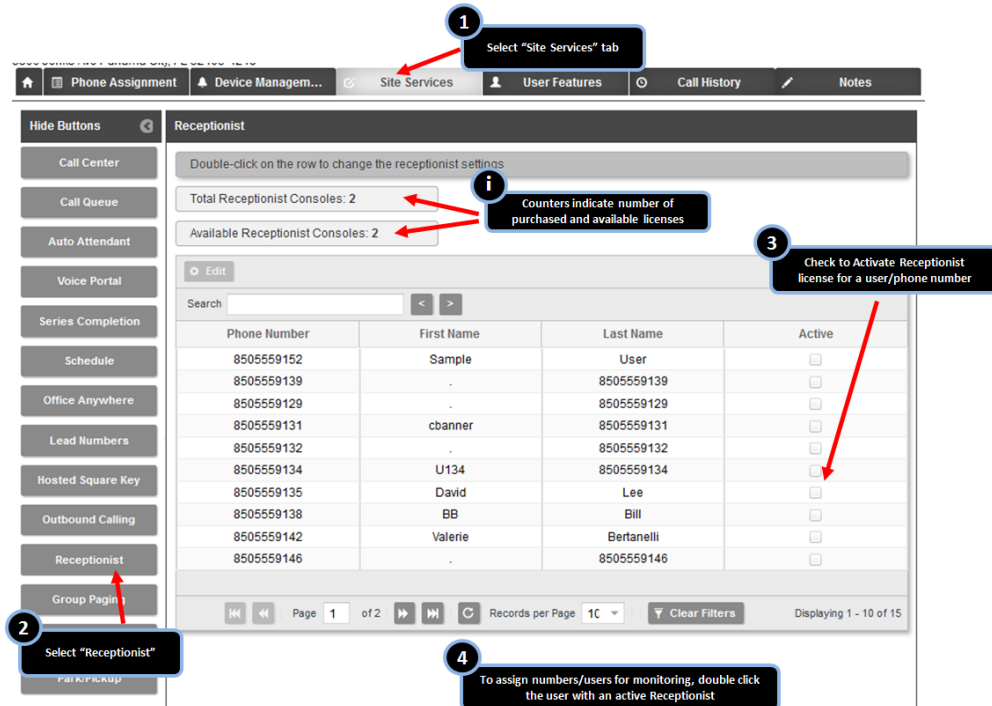 1
Select “Site Services” tab
Phone Assignment
Device Managem...
Site Services
User Features
Call History
Notes
Hide Buttons
Receptionist
Call Center
Call Queue
Auto Attendant
Voice Portal
Series Completion
Schedule
Office Anywhere
Lead Numbers
Hosted Square Key
Outbound Calling
Receptionist
Group Paging
Park/Pickup
Double-click on the row to change the receptionist settings
Total Receptionist Consoles: 2
Available Receptionist Consoles: 2
i
Counters indicate number of
purchased and available licenses
3
Check to Activate Receptionist
license for a user/phone number
Edit
Search < >
Phone Number First Name Last Name Active
8505559152 Sample User
8505559139 . 8505559139
8505559129 . 8505559129
8505559131 cbanner 8505559131
8505559132 . 8505559132
8505559134 U134 8505559134
8505559135 David Lee
8505559138 BB Bill
8505559142 Valerie Bertanelli
8505559146 . 8505559146
Page 1 of 2 Records per Page 10 Clear Filters Displaying 1 - 10 of 15
2
Select “Receptionist”
4
To assign numbers/users for monitoring, double click
the user with an active Receptionist